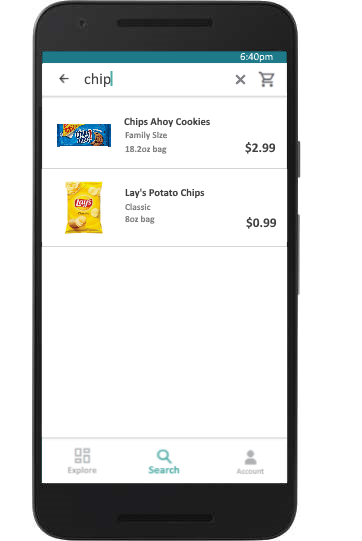 6:40pm
chip
Chips Ahoy Cookies
Family Size
18.2oz bag
$2.99
Lay's
Lay's Potato Chips
Classic
8oz bag
$0.99
Explore
Search
Account